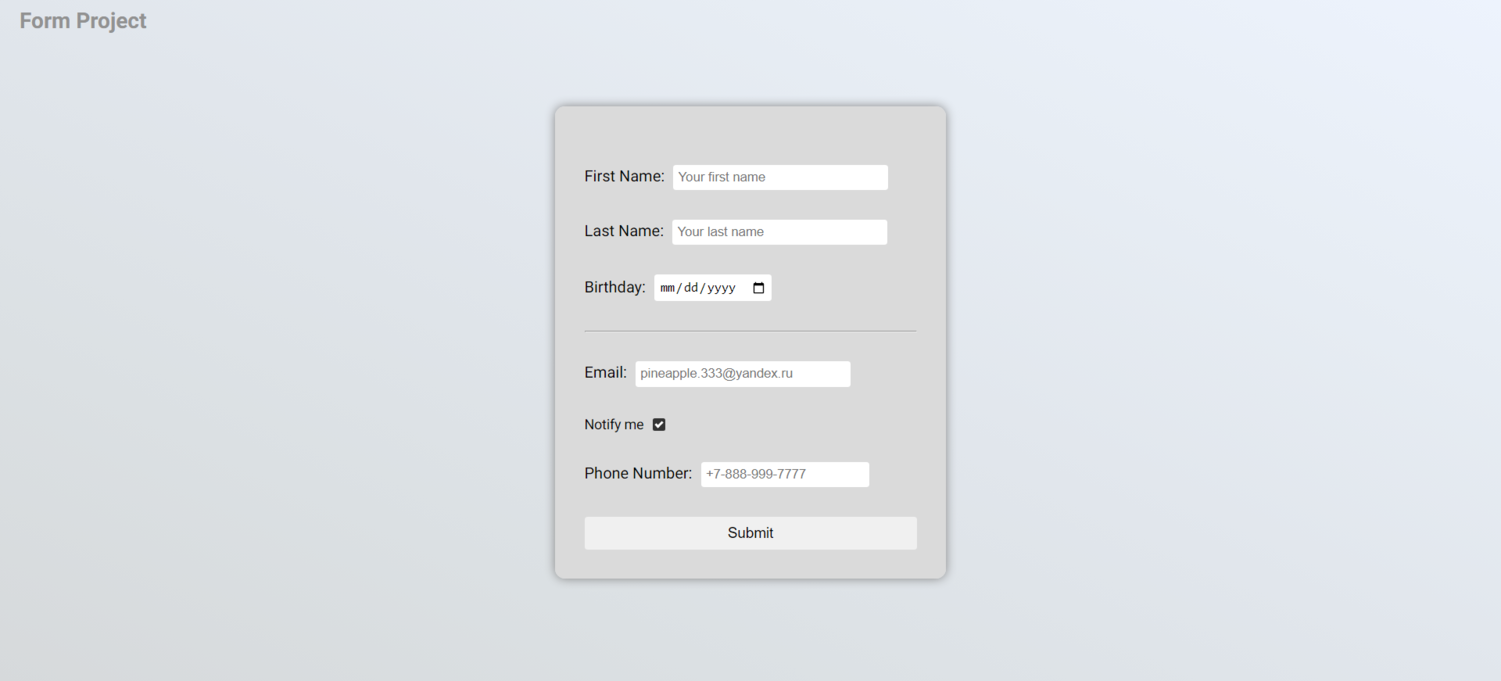 Form Project
First Name: Your first name
Last Name: Your last name
Birthday: mm/dd/yyyy
Email: pineapple.333@yandex.ru
Notify me
Phone Number: +7-888-999-7777
Submit